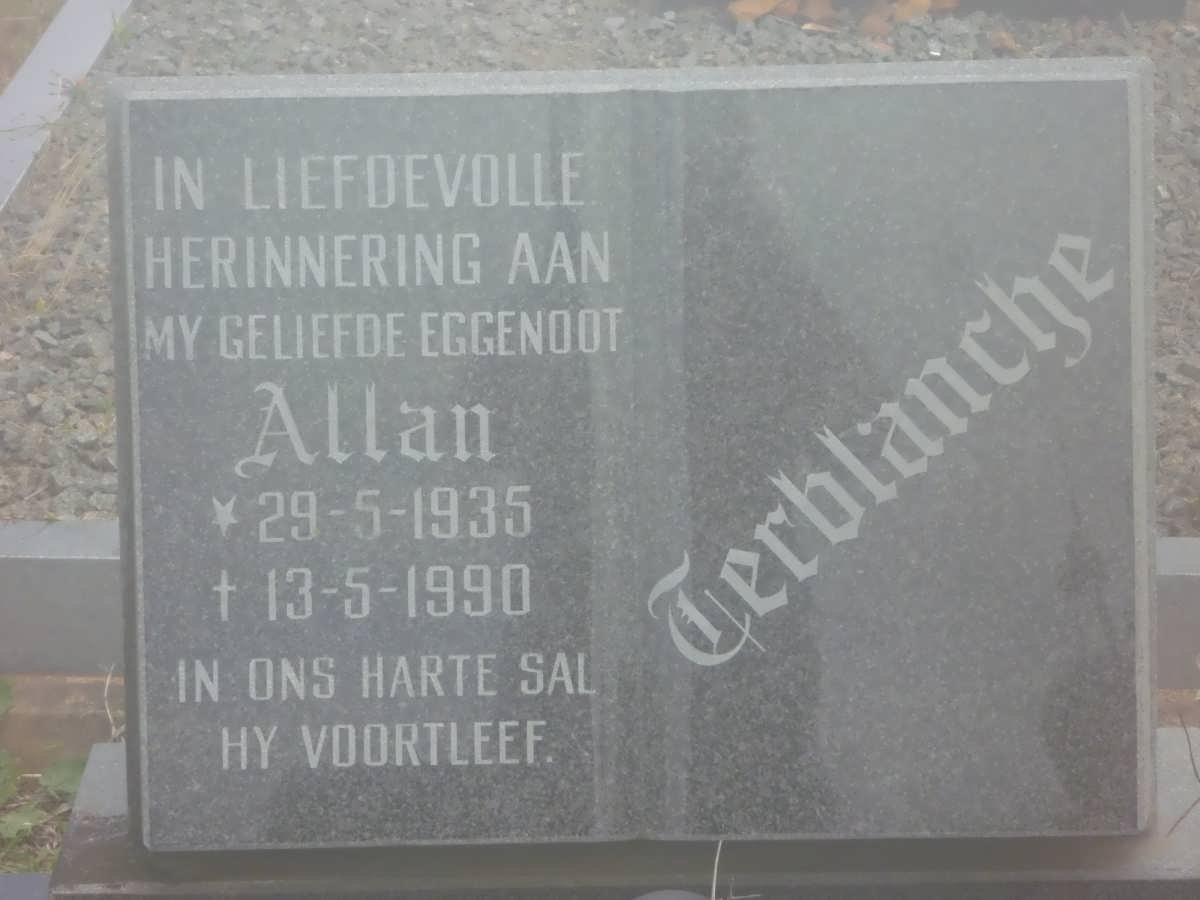 IN LIEFDEVOLLE
HERINNERING AAN
MY GELIEFDE EGGENOOT
Allan
★ 29-5-1935
† 13-5-1990
IN ONS HARTE SAL
HY VOORTLEEF.
Terblanche